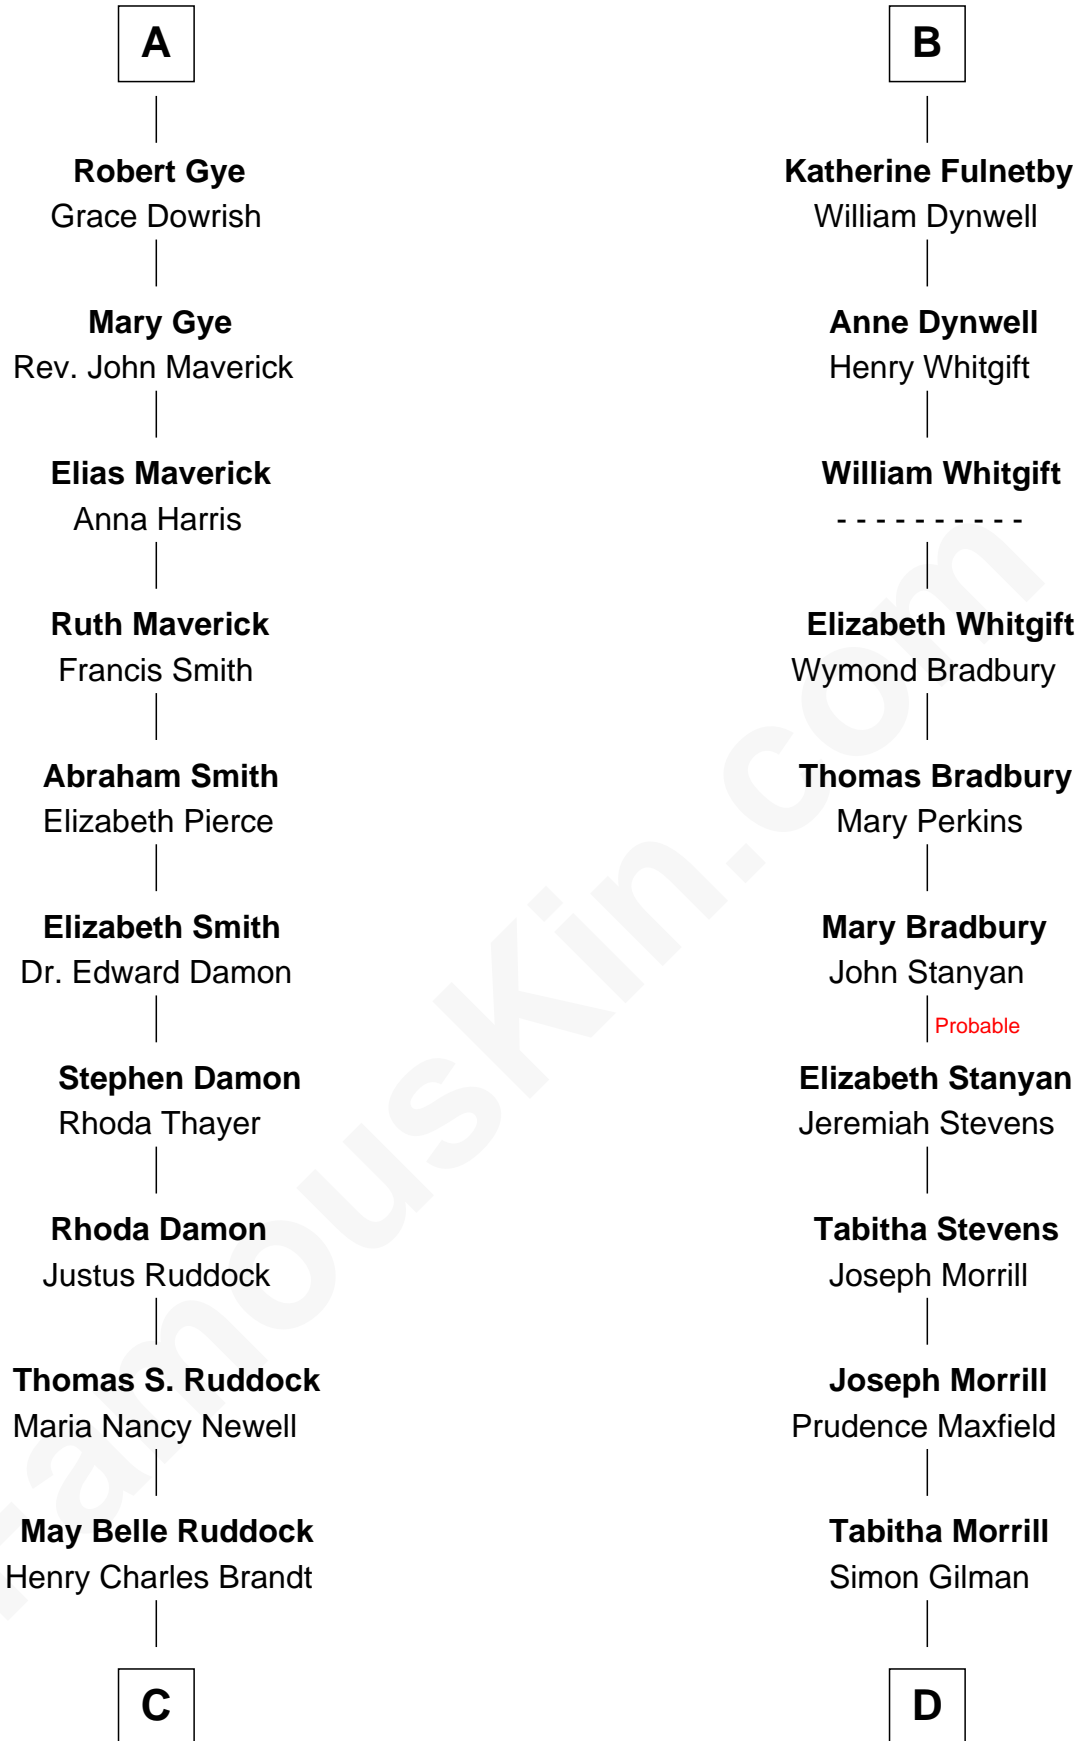 A
Robert Gye
Grace Dowrish
Mary Gye
Rev. John Maverick
Elias Maverick
Anna Harris
Ruth Maverick
Francis Smith
Abraham Smith
Elizabeth Pierce
Elizabeth Smith
Dr. Edward Damon
Stephen Damon
Rhoda Thayer
Rhoda Damon
Justus Ruddock
Thomas S. Ruddock
Maria Nancy Newell
May Belle Ruddock
Henry Charles Brandt
C
B
Katherine Fulnetby
William Dynwell
Anne Dynwell
Henry Whitgift
William Whitgift
- - - - - - - - - -
Elizabeth Whitgift
Wymond Bradbury
Thomas Bradbury
Mary Perkins
Mary Bradbury
John Stanyan
Probable
Elizabeth Stanyan
Jeremiah Stevens
Tabitha Stevens
Joseph Morrill
Joseph Morrill
Prudence Maxfield
Tabitha Morrill
Simon Gilman
D
FamousKin.com